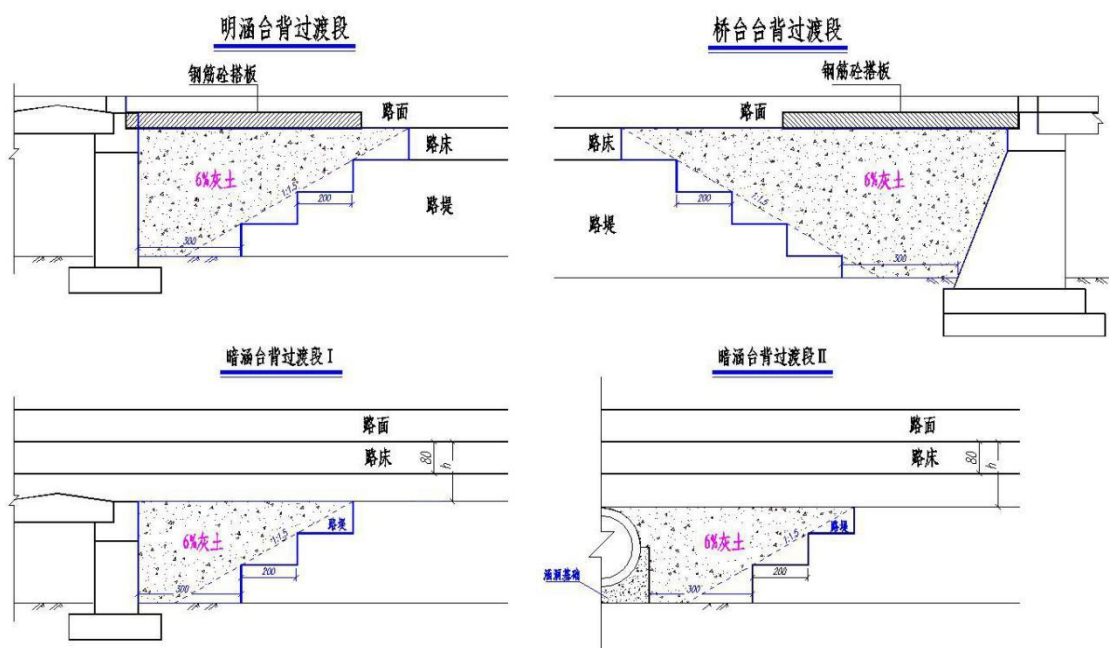 明涵台背过渡段
钢筋砼搭板
路面
路床
6%灰土
1:1.5
200
路堤
300
桥台台背过渡段
钢筋砼搭板
路面
路床
6%灰土
200
1:1.5
路堤
300
暗涵台背过渡段Ⅰ
路面
路床
80
h
路堤
6%灰土
1:1.5
200
300
暗涵台背过渡段Ⅱ
路面
路床
80
h
路堤
6%灰土
1:1.5
涵洞基础
200
300